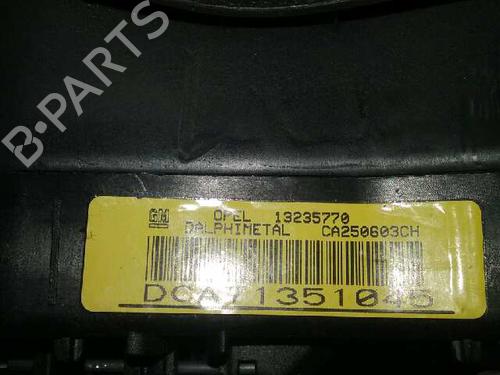 B-PARTS
GM OPEL 13235770
DALPHIMETAL CA250603CH
DCA71351045